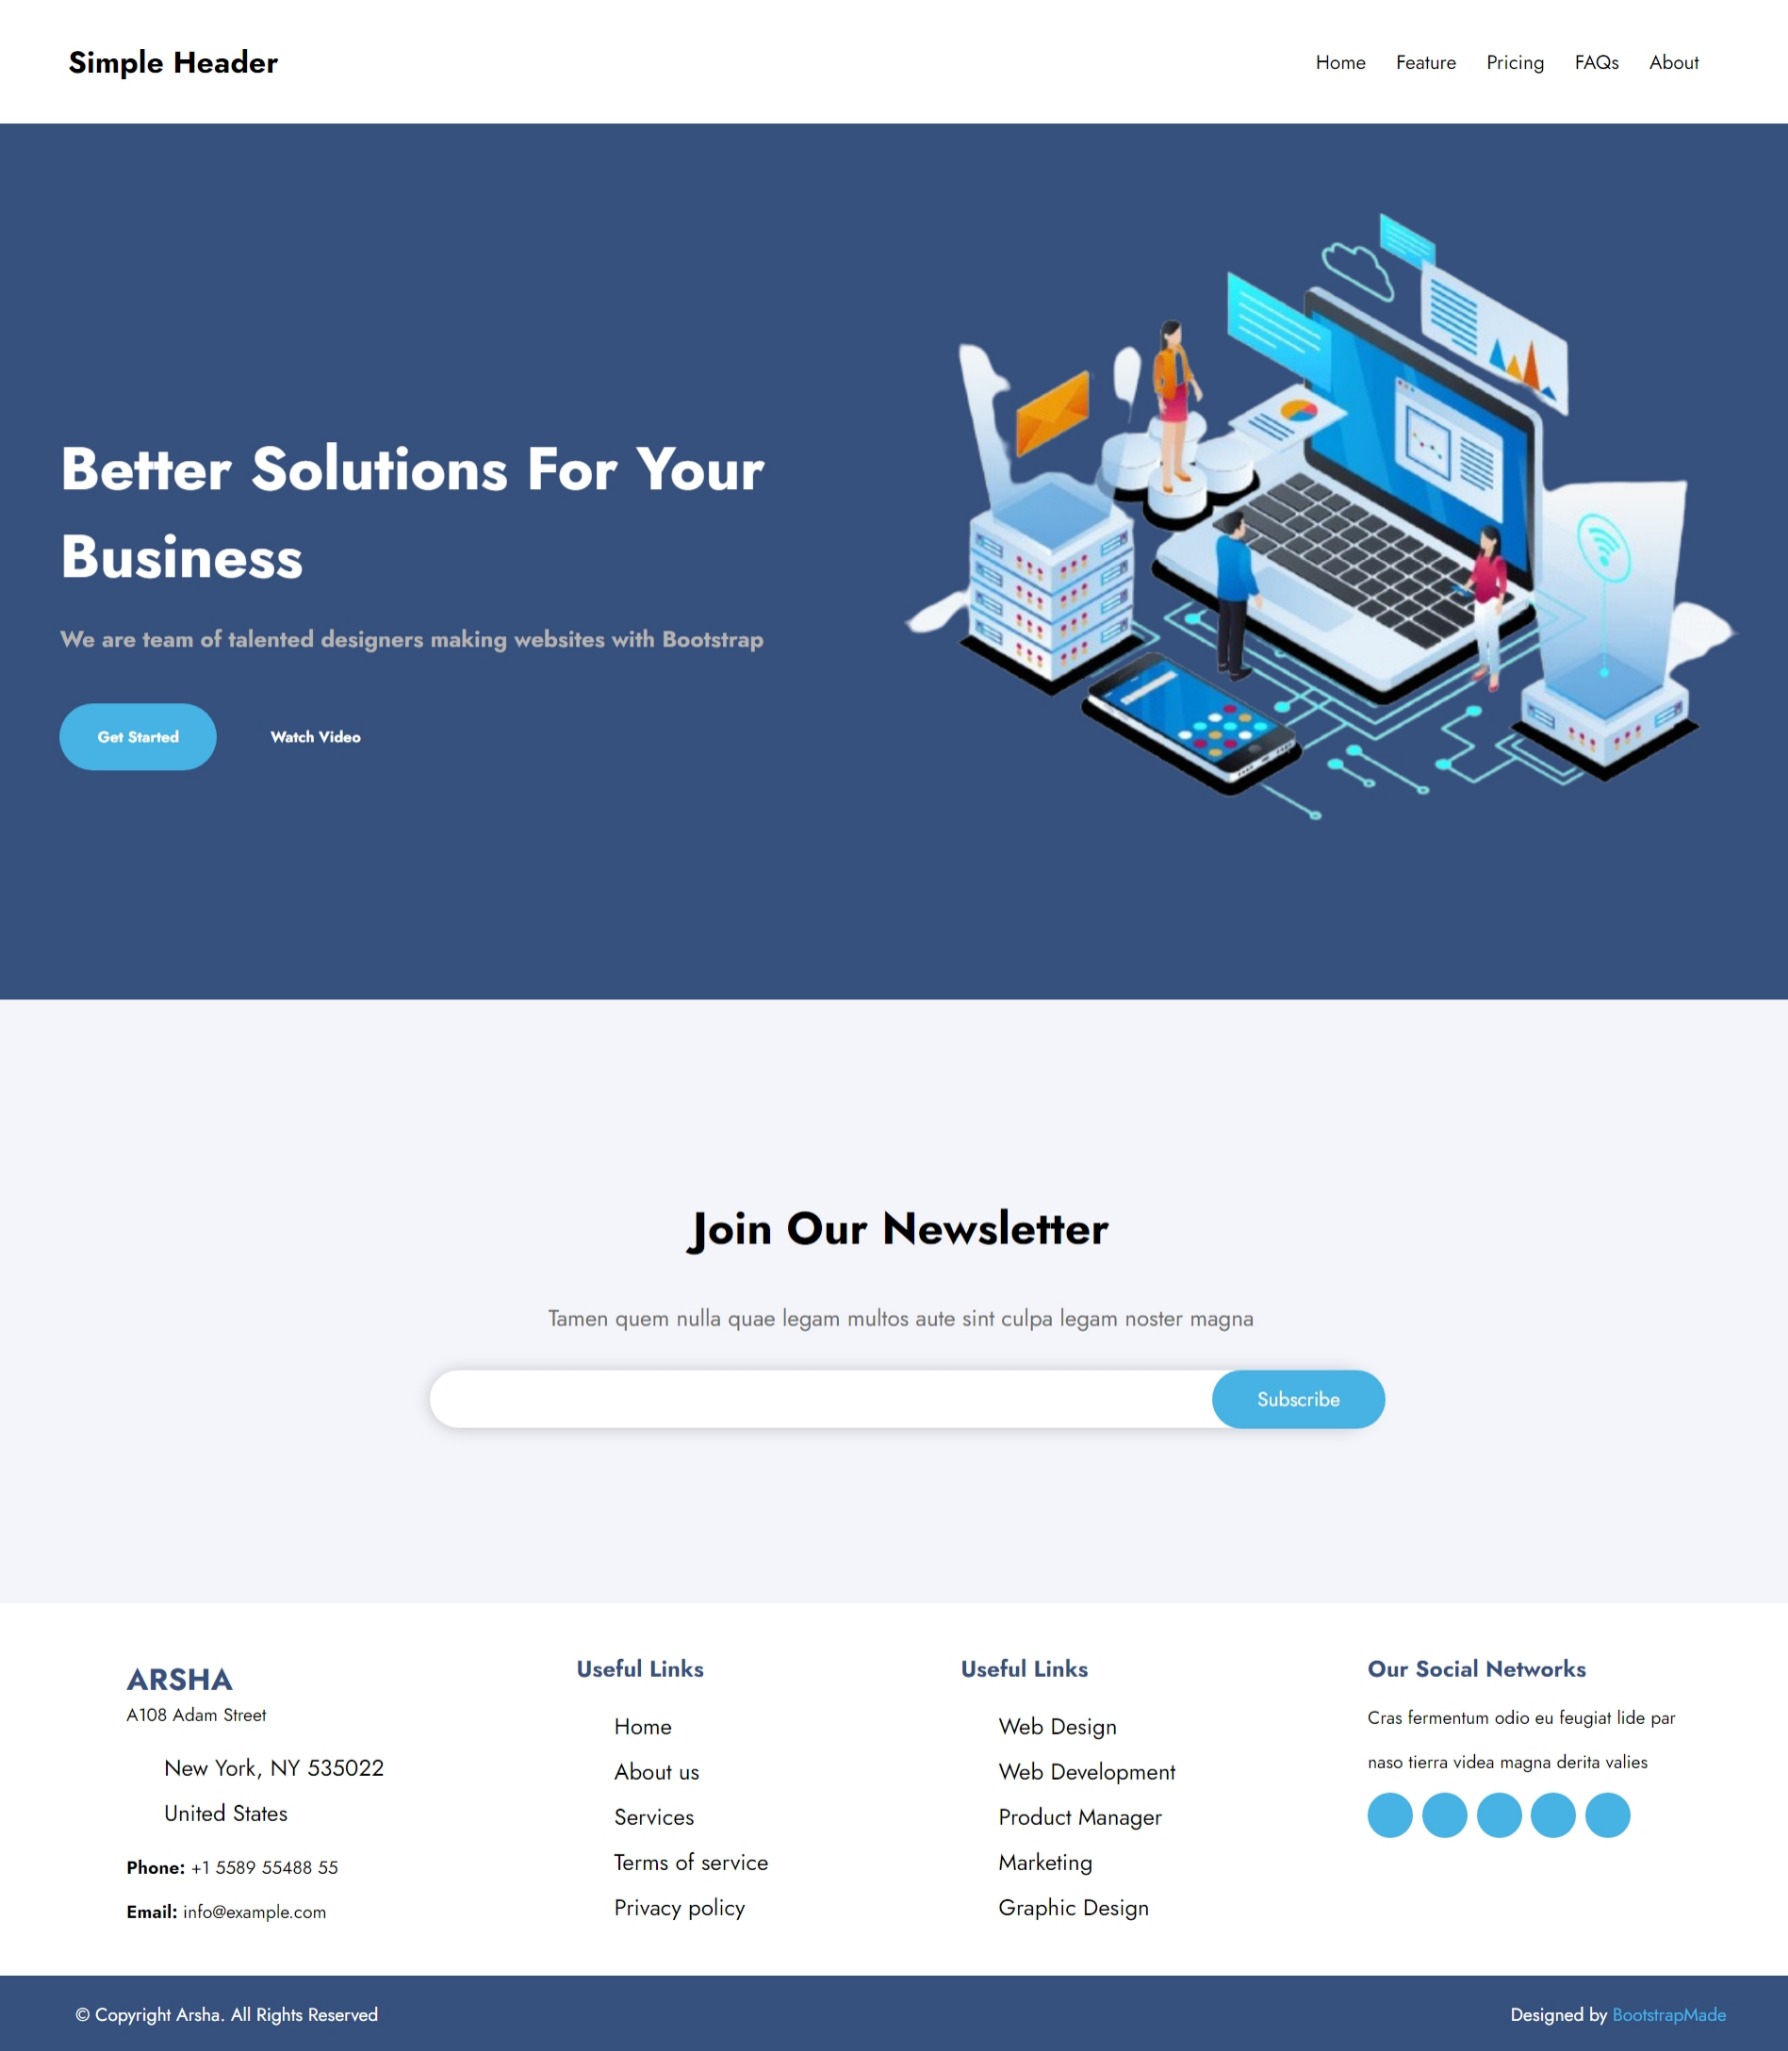 Simple Header
Home Feature Pricing FAQs About
Better Solutions For Your
Business
We are team of talented designers making websites with Bootstrap
Get Started Watch Video
Join Our Newsletter
Tamen quem nulla quae legam multos aute sint culpa legam noster magna
Subscribe
ARSHA
A108 Adam Street
New York, NY 535022
United States
Phone: +1 5589 55488 55
Email: info@example.com
Useful Links
Home
About us
Services
Terms of service
Privacy policy
Useful Links
Web Design
Web Development
Product Manager
Marketing
Graphic Design
Our Social Networks
Cras fermentum odio eu feugiat lide par
naso tierra videa magna derita valies
© Copyright Arsha. All Rights Reserved
Designed by BootstrapMade